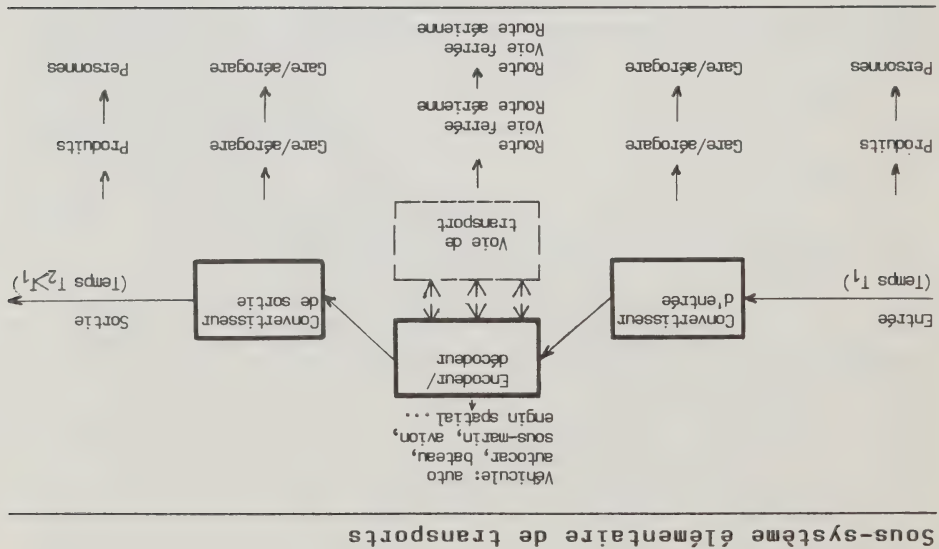 Sous-système élémentaire de transports
Véhicule: auto
autocar, bateau,
sous-marin, avion,
engin spatial ...
Encodeur/
décodeur
Entrée
(Temps T₁)
Convertisseur
d'entrée
Convertisseur
de sortie
Sortie
(Temps T₂>T₁)
Voie de
transport
Produits
Gare/aérogare
Route
Voie ferrée
Route aérienne
Gare/aérogare
Produits
Personnes
Gare/aérogare
Route
Voie ferrée
Route aérienne
Gare/aérogare
Personnes